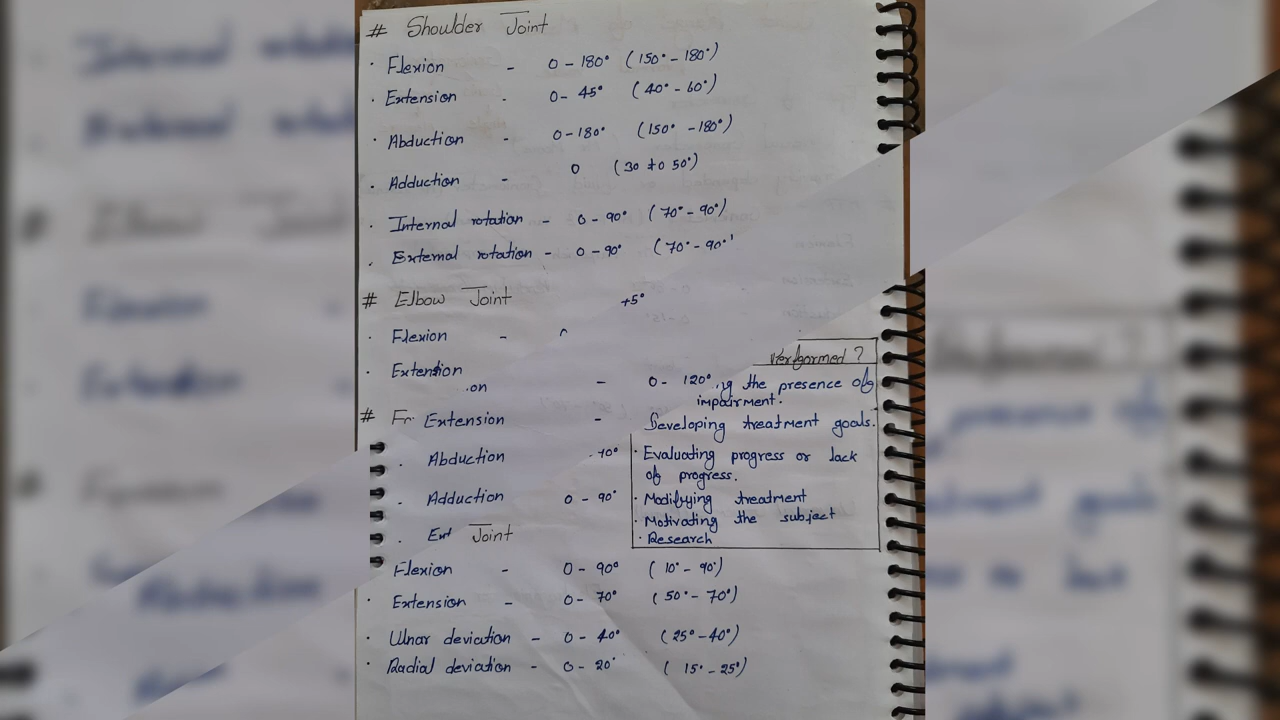 # Shoulder Joint
· Flexion - 0 - 180° (150° - 180°)
· Extension - 0 - 45° (40° - 60°)
· Abduction - 0 - 180° (150° - 180°)
· Adduction - 0 (30 to 50°)
· Internal rotation - 0 - 90° (70° - 90°)
· External rotation - 0 - 90° (70° - 90°
# Elbow Joint +5°
· Flexion -
· Extension
- 0 - 120°
the presence of
impairment.
#
Extension -
Developing treatment goals.
· Abduction 70°
· Evaluating progress or lack
of progress.
· Adduction 0 - 90°
· Modifying treatment
· Motivating the subject
Joint
· Research
Flexion - 0 - 90° (10° - 90°)
· Extension - 0 - 70° (50° - 70°)
· Ulnar deviation - 0 - 40° (25° - 40°)
· Radial deviation - 0 - 20° (15° - 25°)